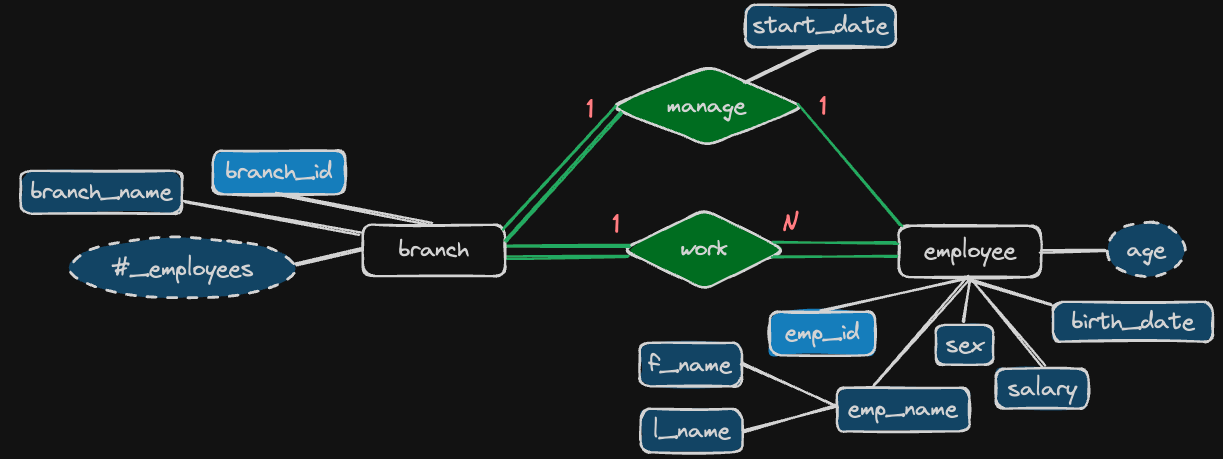 start_date
1
manage
1
branch_id
branch_name
1
N
branch
work
employee
age
#_employees
emp_id
birth_date
sex
f_name
salary
emp_name
l_name